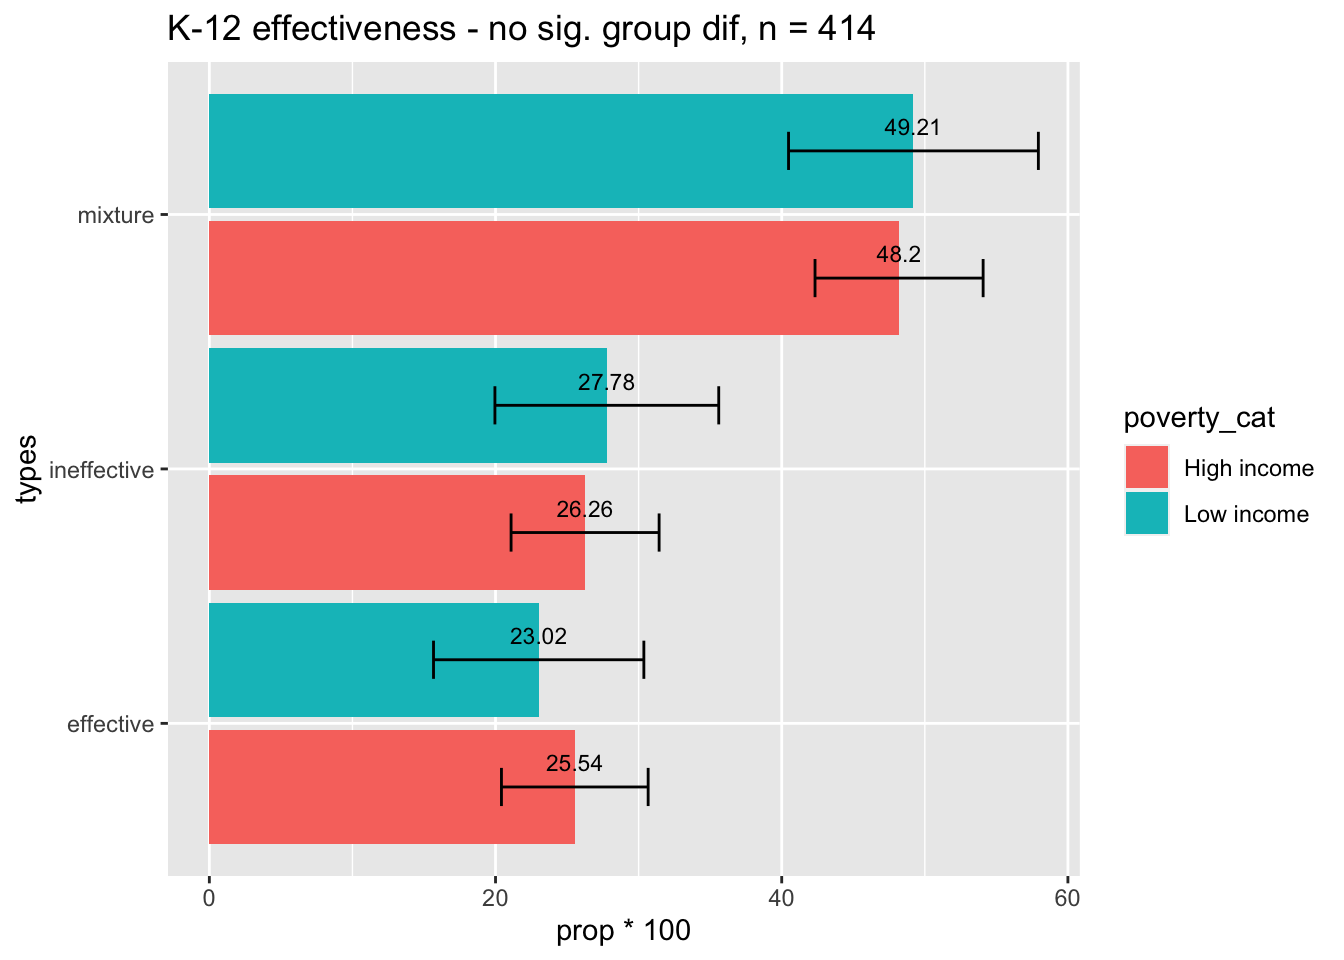 K-12 effectiveness - no sig. group dif, n = 414
49.21
mixture
48.2
27.78
types
ineffective
26.26
23.02
effective
25.54
0
20
40
60
prop * 100
poverty_cat
High income
Low income